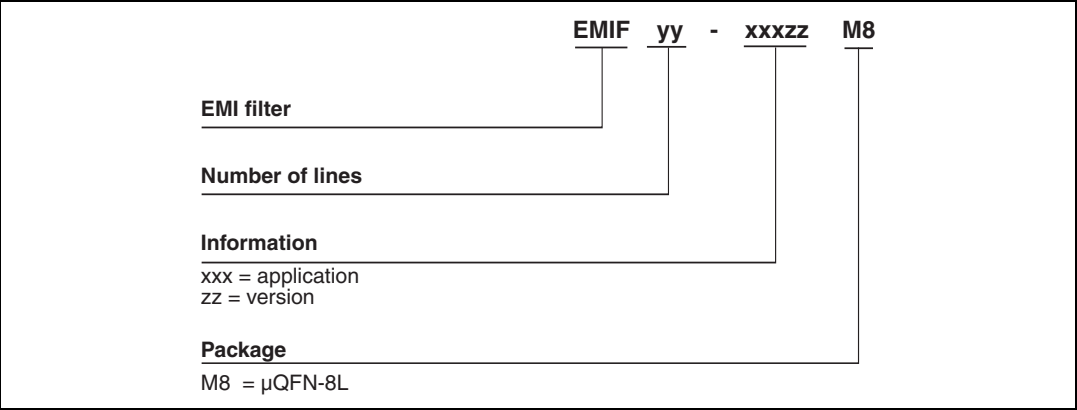 EMIF yy - xxxzz M8
EMI filter
Number of lines
Information
xxx = application
zz = version
Package
M8 = µQFN-8L